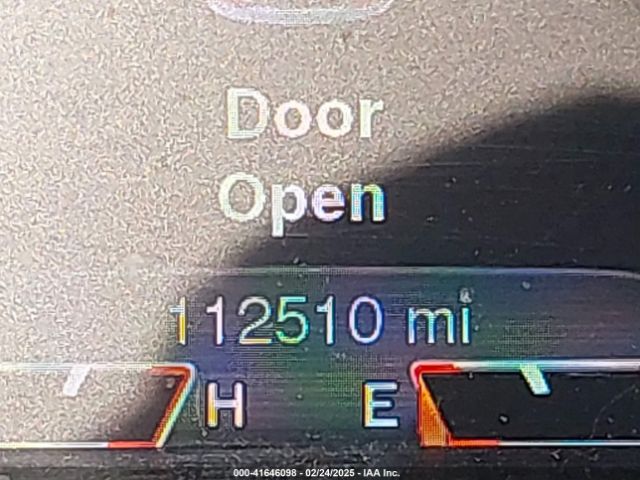 Door
Open
112510 mi
H E
000-41646098 - 02/24/2025 - IAA Inc.